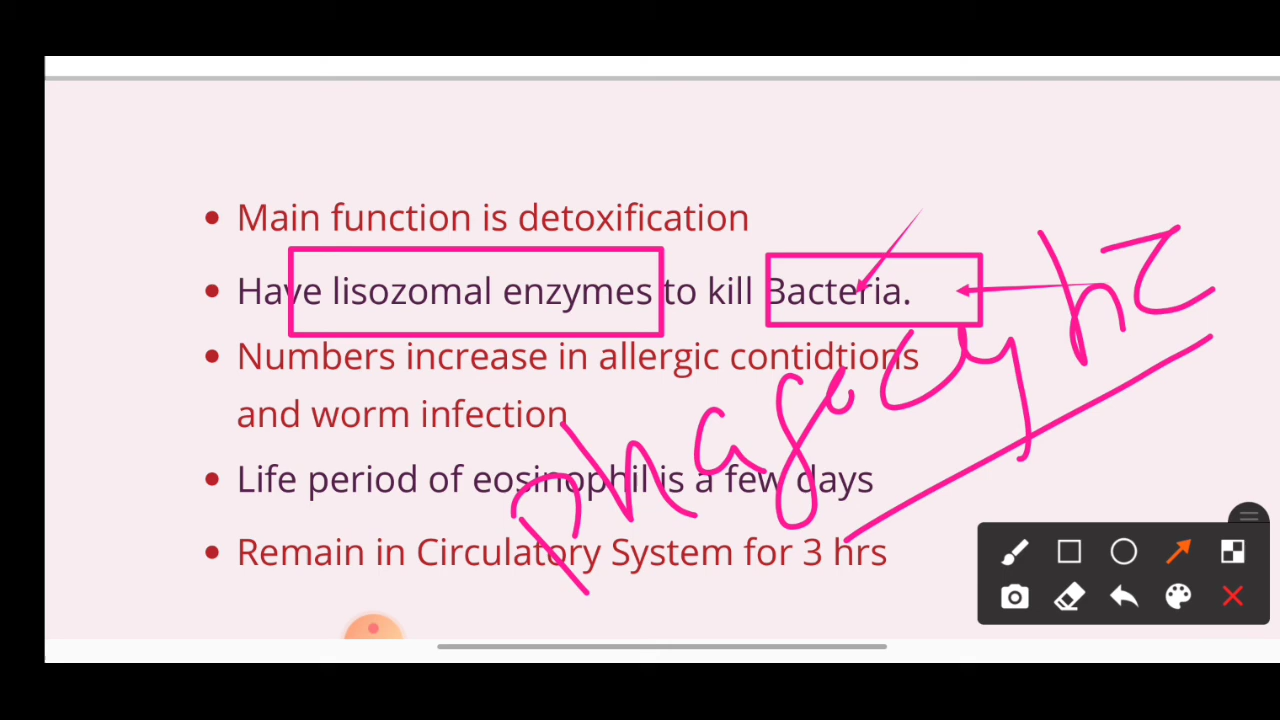 Main function is detoxification
Have lisozomal enzymes to kill Bacteria.
Numbers increase in allergic contidtions
and worm infection
Life period of eosinophil is a few days
Remain in Circulatory System for 3 hrs